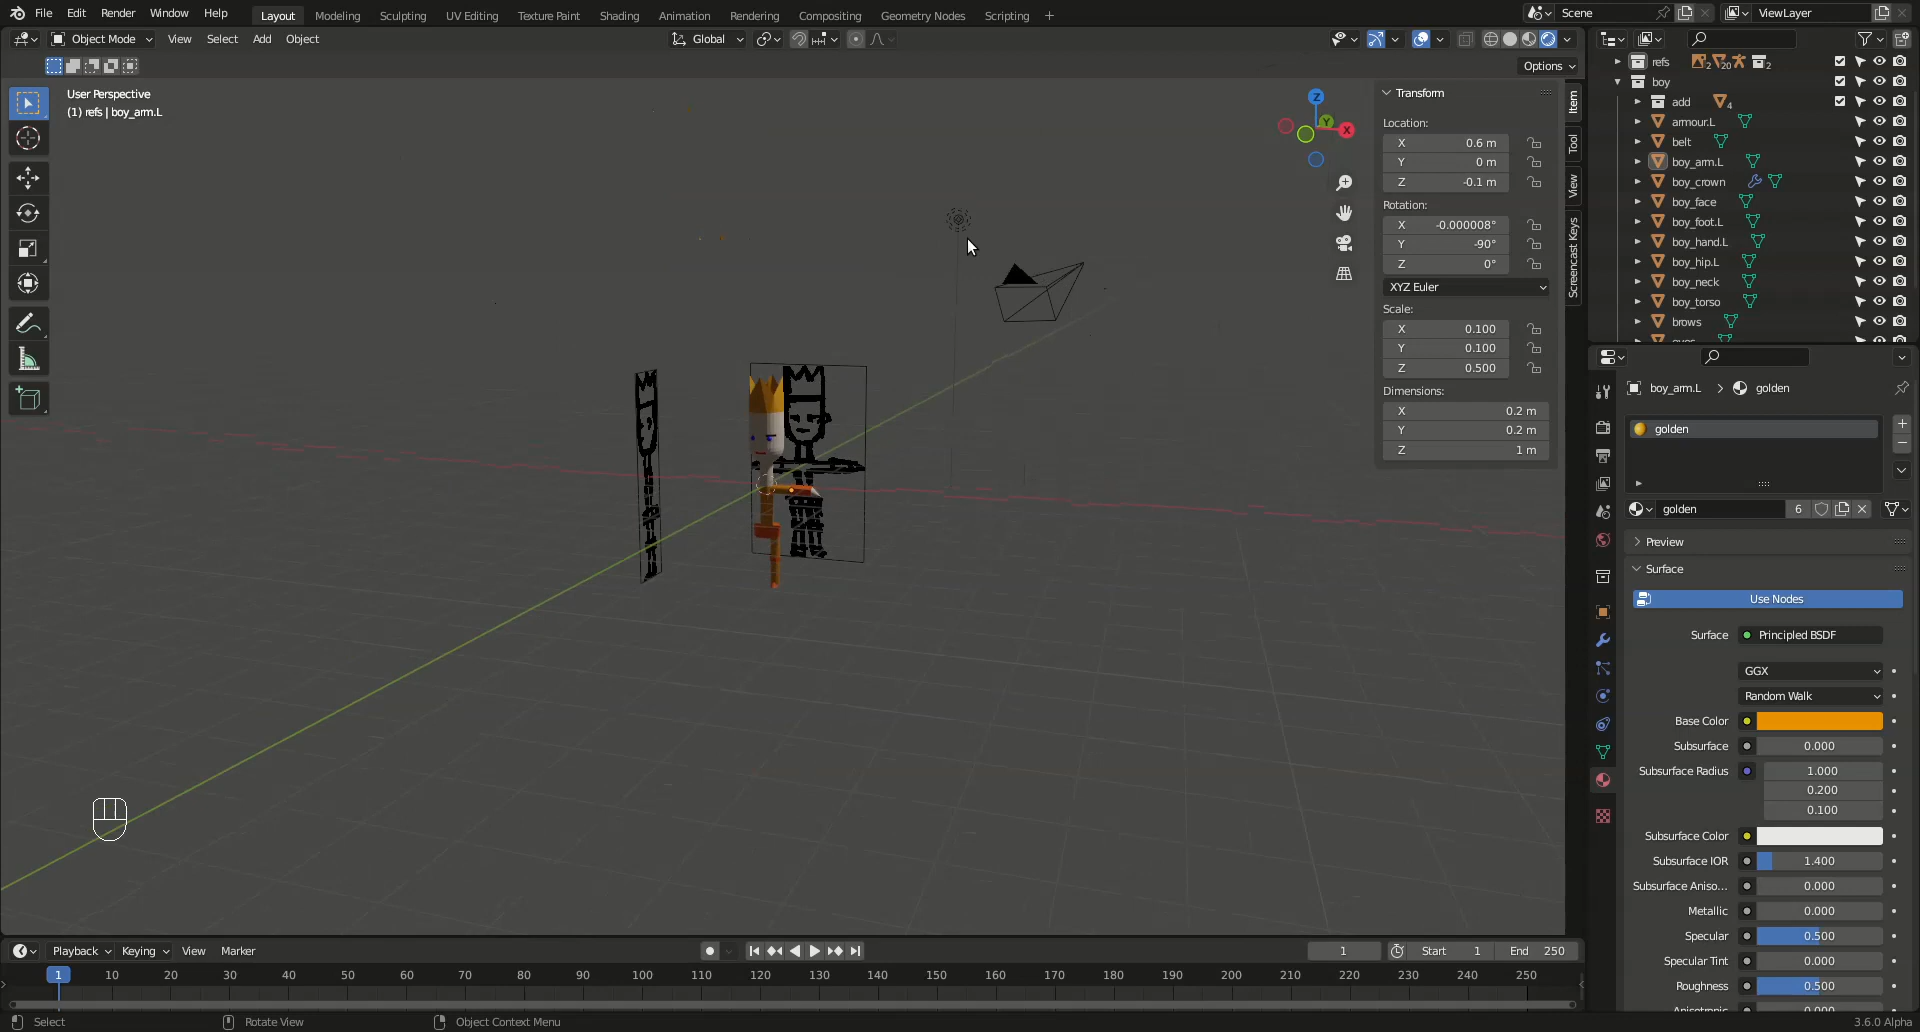 File Edit Render Window Help Layout Modeling Sculpting UV Editing Texture Paint Shading Animation Rendering Compositing Geometry Nodes Scripting + Scene ViewLayer
Object Mode View Select Add Object Global
Options
User Perspective
(1) refs | boy_arm.L
Z
Y
X
Transform
Location:
X 0.6 m
Y 0 m
Z -0.1 m
Rotation:
X -0.000008°
Y -90°
Z 0°
XYZ Euler
Scale:
X 0.100
Y 0.100
Z 0.500
Dimensions:
X 0.2 m
Y 0.2 m
Z 1 m
Item
Tool
View
Screencast Keys
refs 2 20 2
boy
add 4
armour.L
belt
boy_arm.L
boy_crown
boy_face
boy_foot.L
boy_hand.L
boy_hip.L
boy_neck
boy_torso
brows
eyes
boy_arm.L > golden
golden
golden 6
Preview
Surface
Use Nodes
Surface Principled BSDF
GGX
Random Walk
Base Color
Subsurface 0.000
Subsurface Radius 1.000
0.200
0.100
Subsurface Color
Subsurface IOR 1.400
Subsurface Aniso... 0.000
Metallic 0.000
Specular 0.500
Specular Tint 0.000
Roughness 0.500
Anisotropic 0.000
Playback Keying View Marker 1 Start 1 End 250
1 10 20 30 40 50 60 70 80 90 100 110 120 130 140 150 160 170 180 190 200 210 220 230 240 250
Select Rotate View Object Context Menu 3.6.0 Alpha